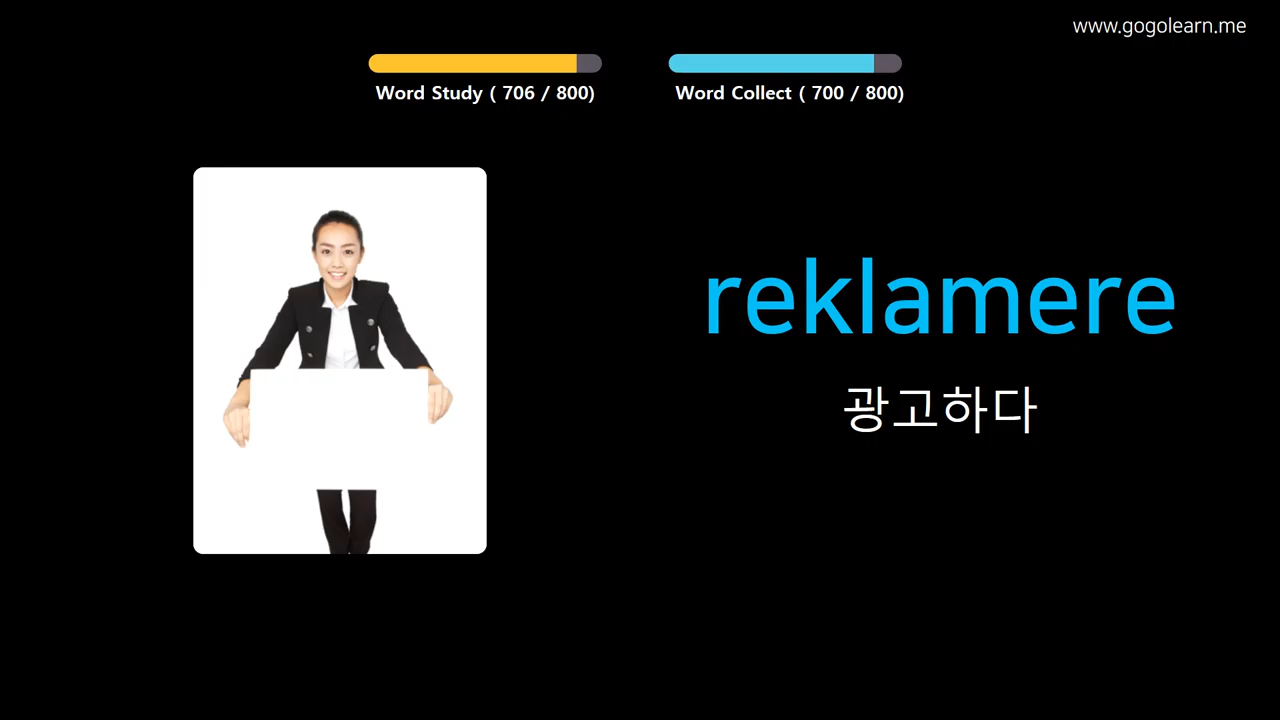 www.gogolearn.me
Word Study ( 706 / 800)
Word Collect ( 700 / 800)
reklamere
광고하다